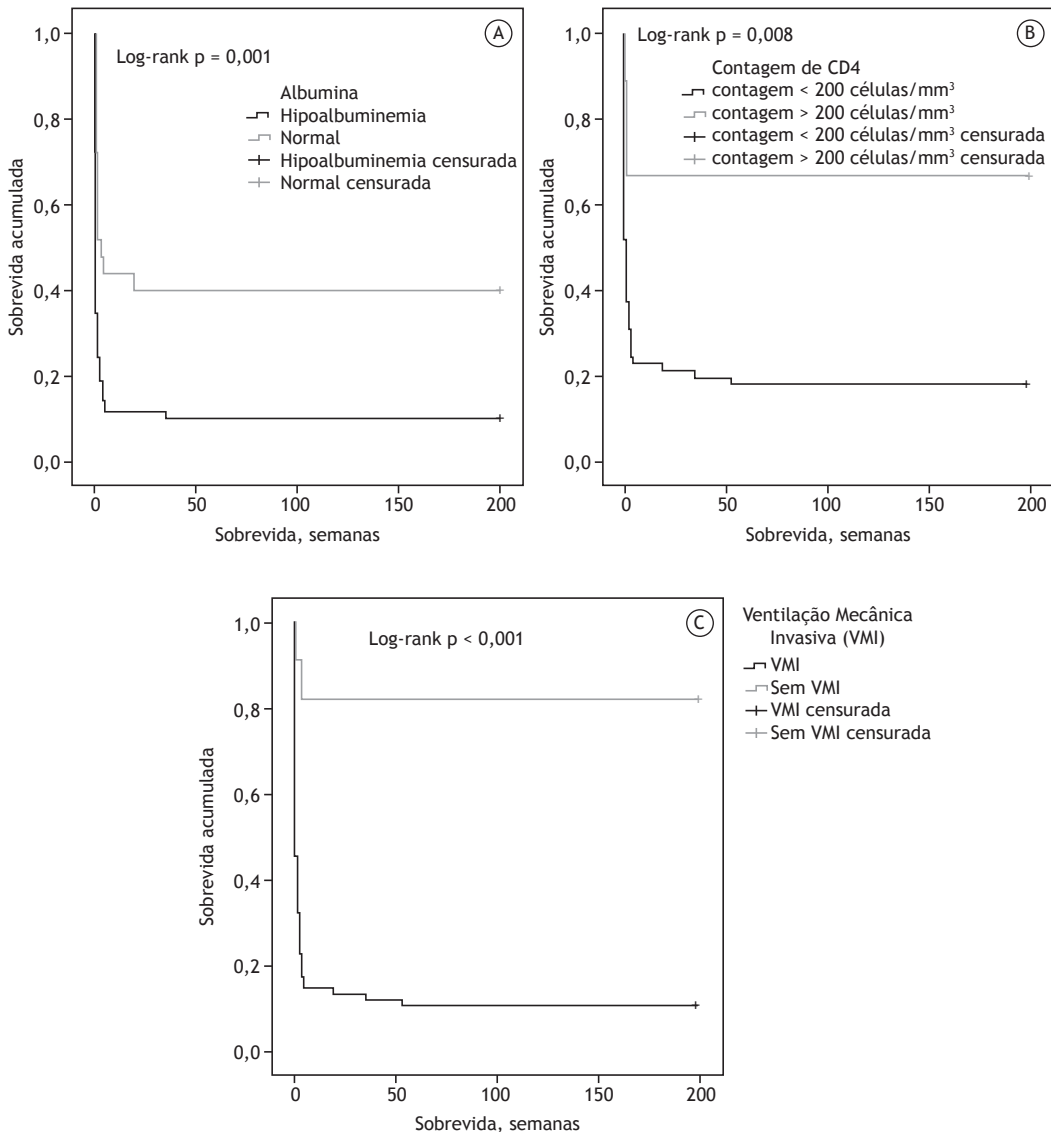 A
Log-rank p = 0,001
Albumina
Hipoalbuminemia
Normal
Hipoalbuminemia censurada
Normal censurada
Sobrevida acumulada
1,0
0,8
0,6
0,4
0,2
0,0
0
50
100
150
200
Sobrevida, semanas
B
Log-rank p = 0,008
Contagem de CD4
contagem < 200 células/mm³
contagem > 200 células/mm³
contagem < 200 células/mm³ censurada
contagem > 200 células/mm³ censurada
Sobrevida acumulada
1,0
0,8
0,6
0,4
0,2
0,0
0
50
100
150
200
Sobrevida, semanas
C
Log-rank p < 0,001
Ventilação Mecânica
Invasiva (VMI)
VMI
Sem VMI
VMI censurada
Sem VMI censurada
Sobrevida acumulada
1,0
0,8
0,6
0,4
0,2
0,0
0
50
100
150
200
Sobrevida, semanas